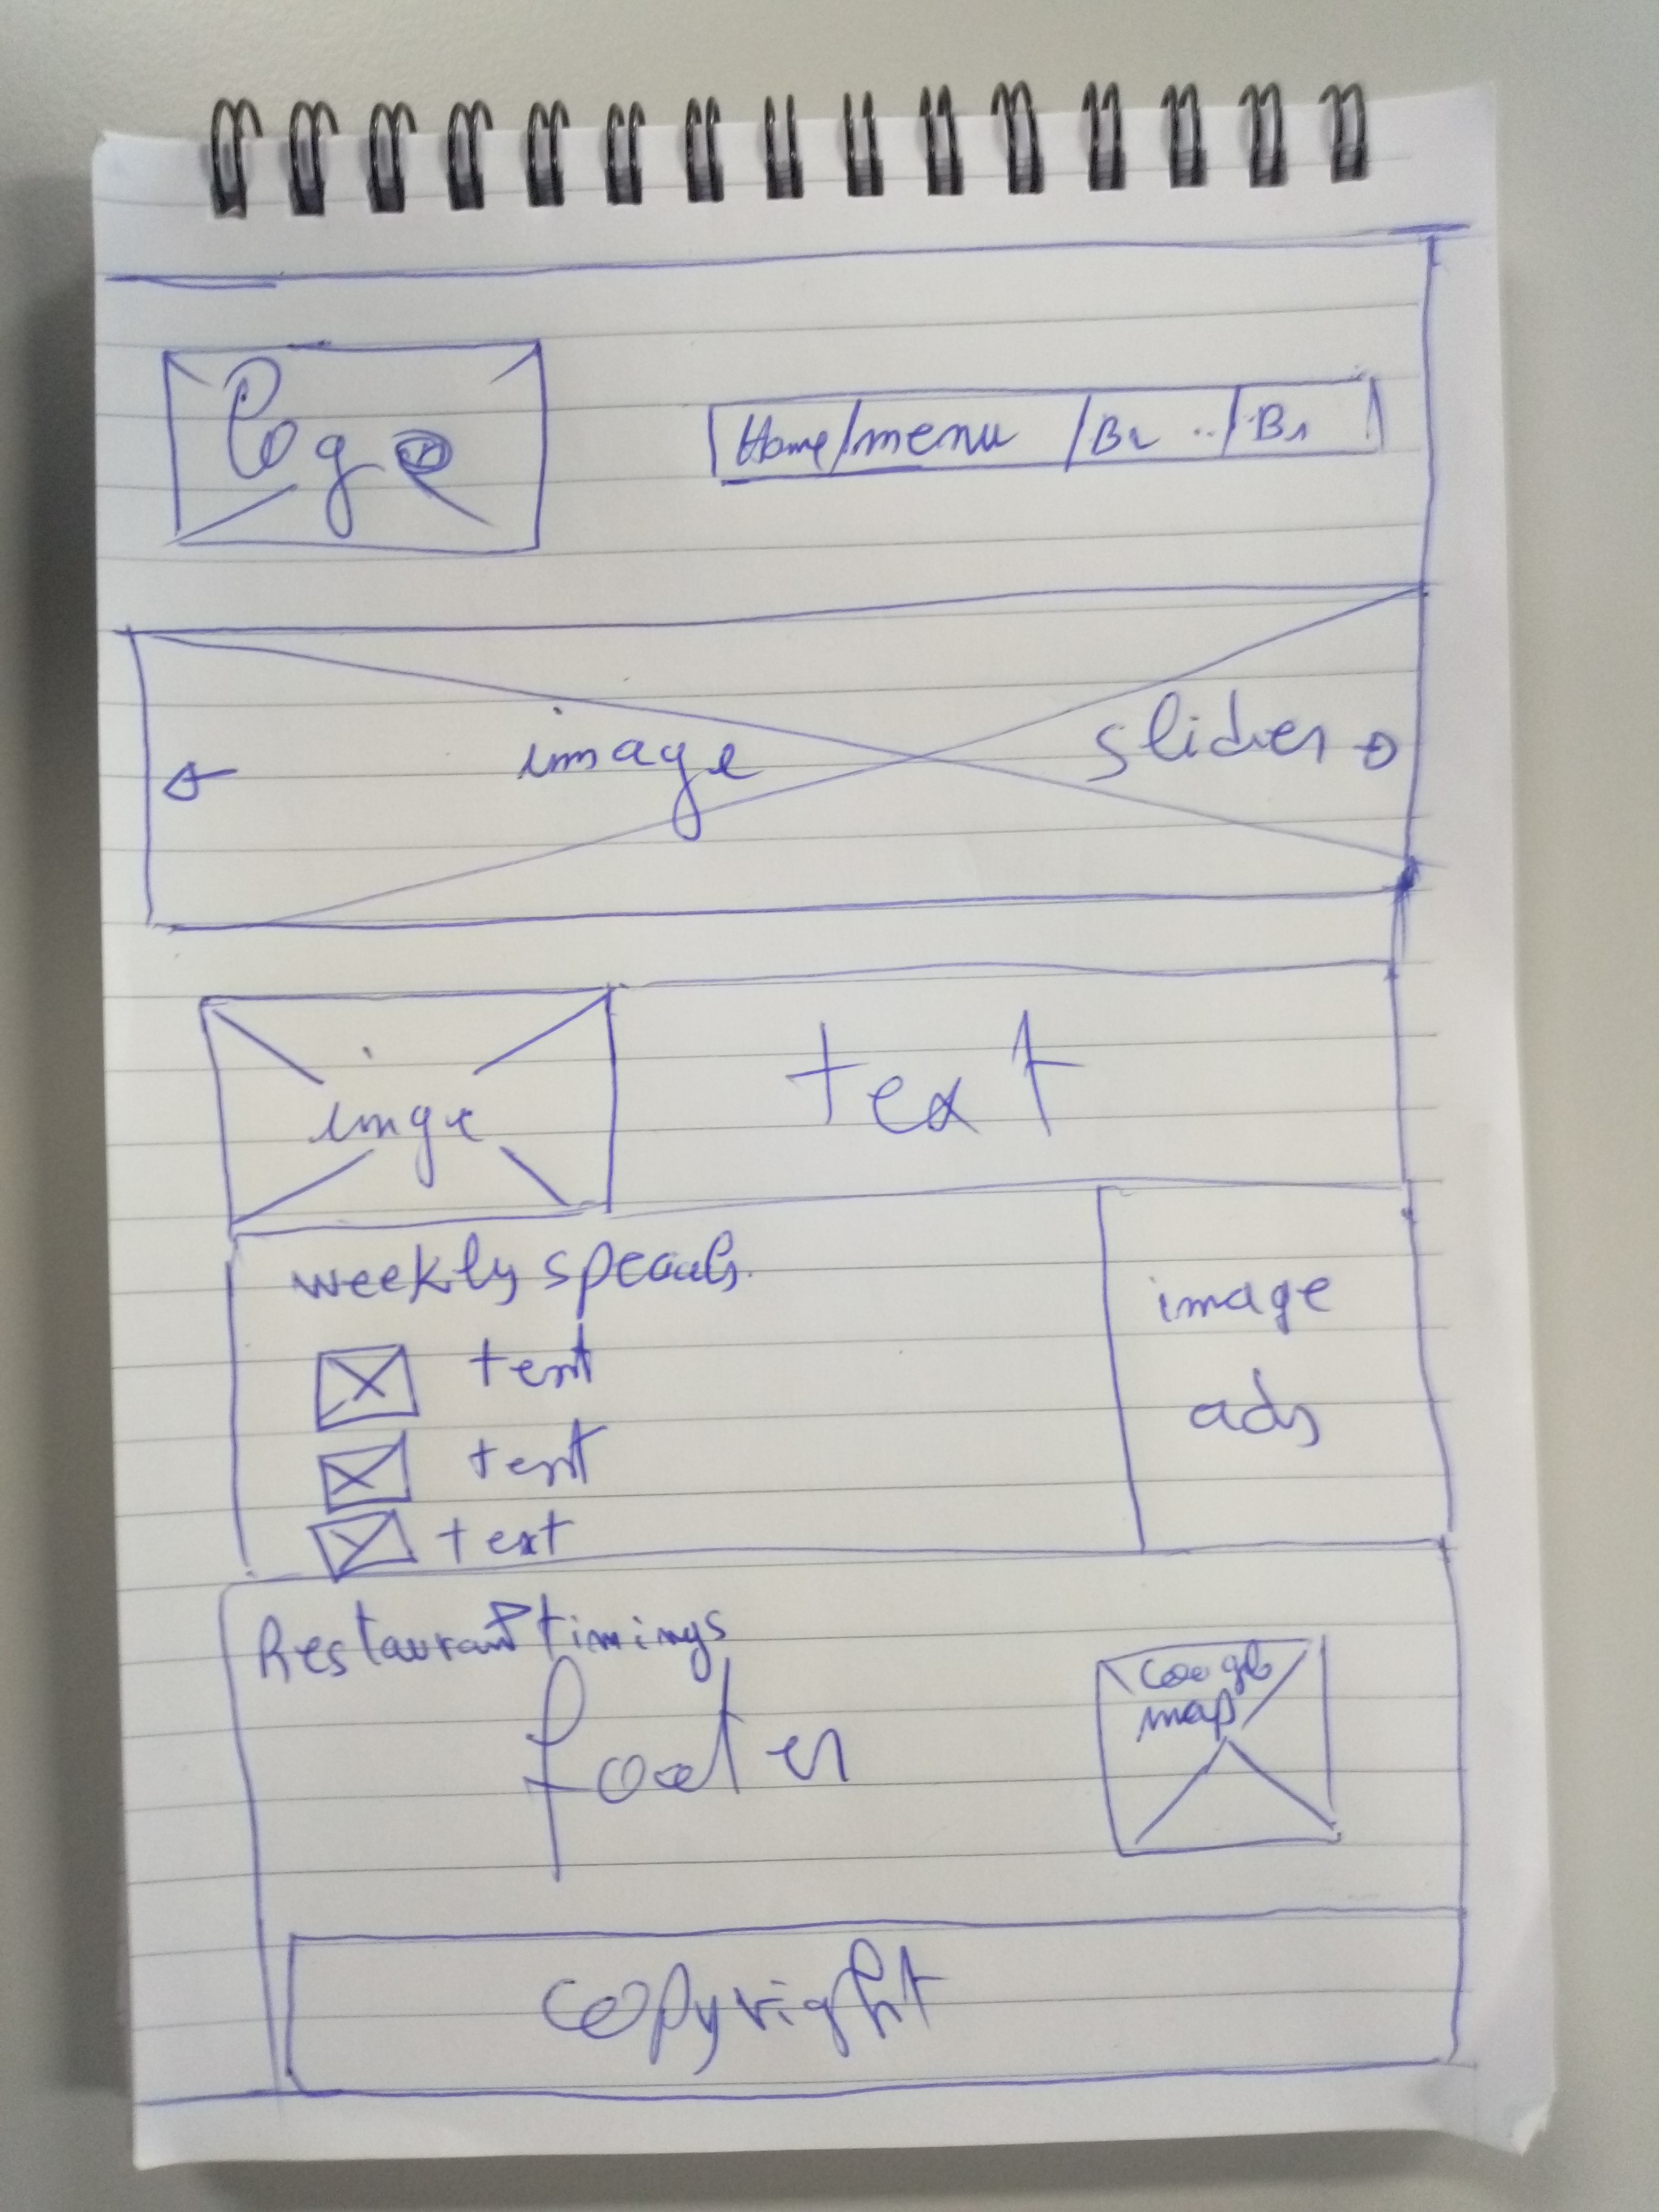 Logo
Home/menu /B2 ../B1
image slider
imge text
weekly specials.
image
ads
text
text
text
Restaurant timings
Google
map
footer
copyright